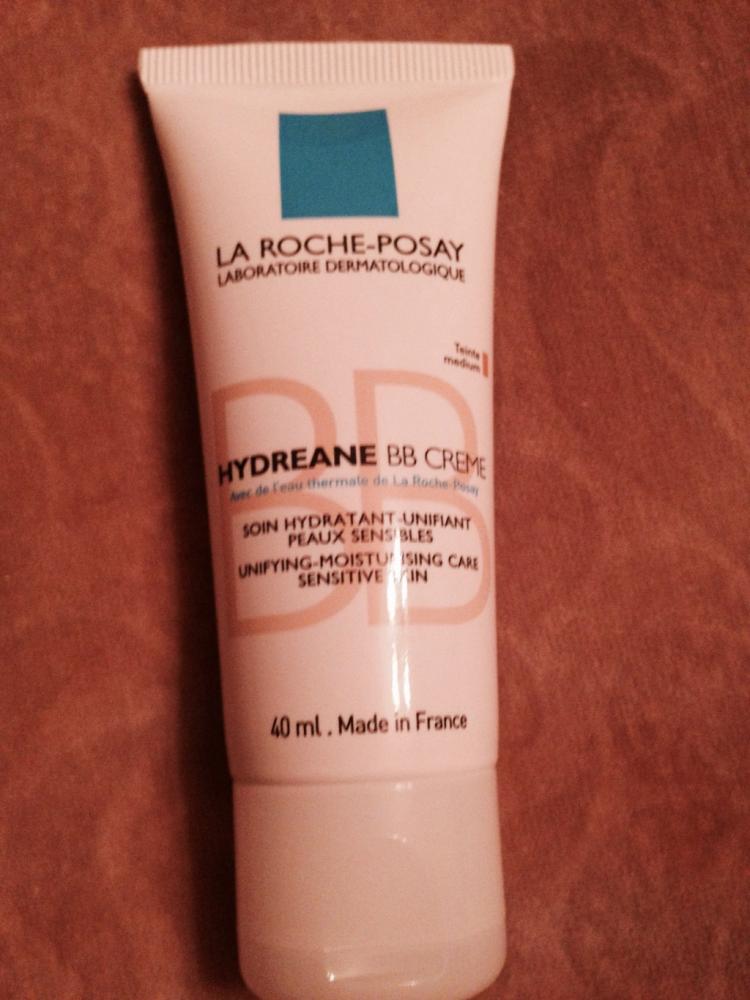 LA ROCHE-POSAY
LABORATOIRE DERMATOLOGIQUE
Teinte
medium
BB
HYDREANE BB CREME
Avec de l'eau thermale de La Roche-Posay
SOIN HYDRATANT-UNIFIANT
PEAUX SENSIBLES
UNIFYING-MOISTURISING CARE
SENSITIVE SKIN
40 ml . Made in France